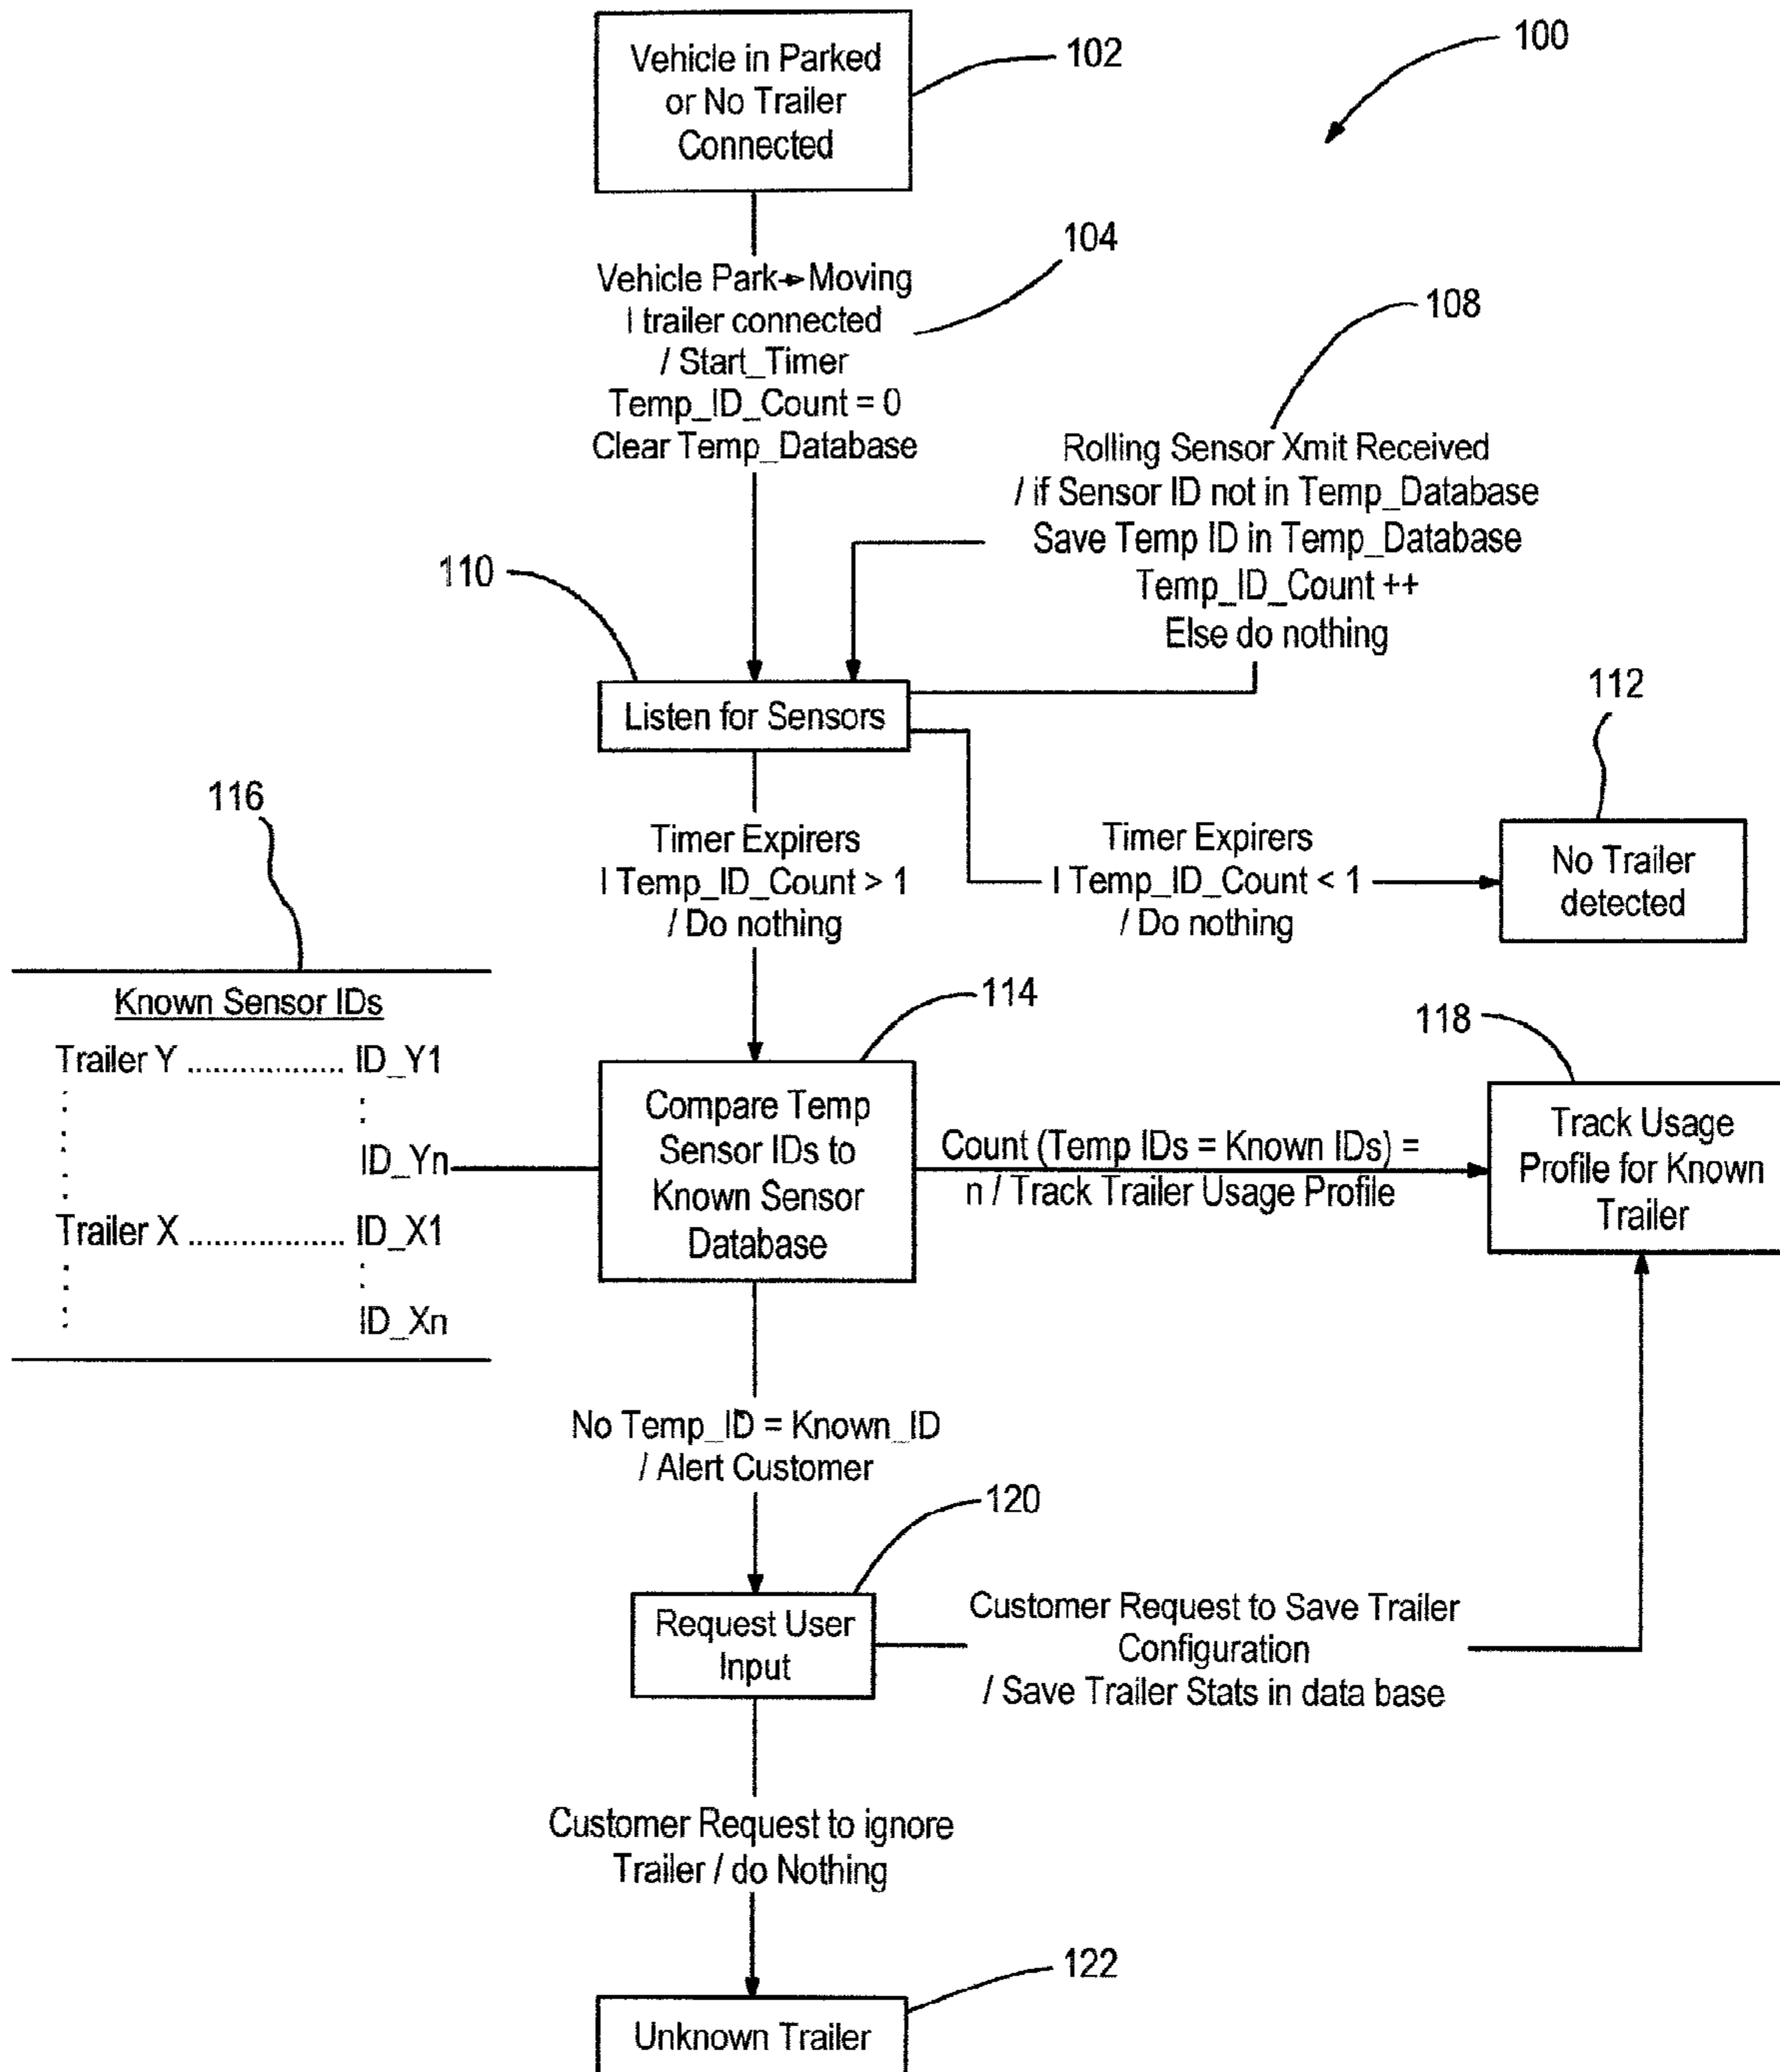 Vehicle in Parked
or No Trailer
Connected
102
100
104
Vehicle Park→Moving
| trailer connected
/ Start_Timer
Temp_ID_Count = 0
Clear Temp_Database
108
Rolling Sensor Xmit Received
/ if Sensor ID not in Temp_Database
Save Temp ID in Temp_Database
Temp_ID_Count ++
Else do nothing
110
Listen for Sensors
112
No Trailer
detected
Timer Expirers
| Temp_ID_Count > 1
/ Do nothing
Timer Expirers
| Temp_ID_Count < 1
/ Do nothing
116
Known Sensor IDs
Trailer Y .................. ID_Y1
ID_Yn
Trailer X .................. ID_X1
ID_Xn
114
Compare Temp
Sensor IDs to
Known Sensor
Database
Count (Temp IDs = Known IDs) =
n / Track Trailer Usage Profile
118
Track Usage
Profile for Known
Trailer
No Temp_ID = Known_ID
/ Alert Customer
120
Request User
Input
Customer Request to Save Trailer
Configuration
/ Save Trailer Stats in data base
Customer Request to ignore
Trailer / do Nothing
122
Unknown Trailer